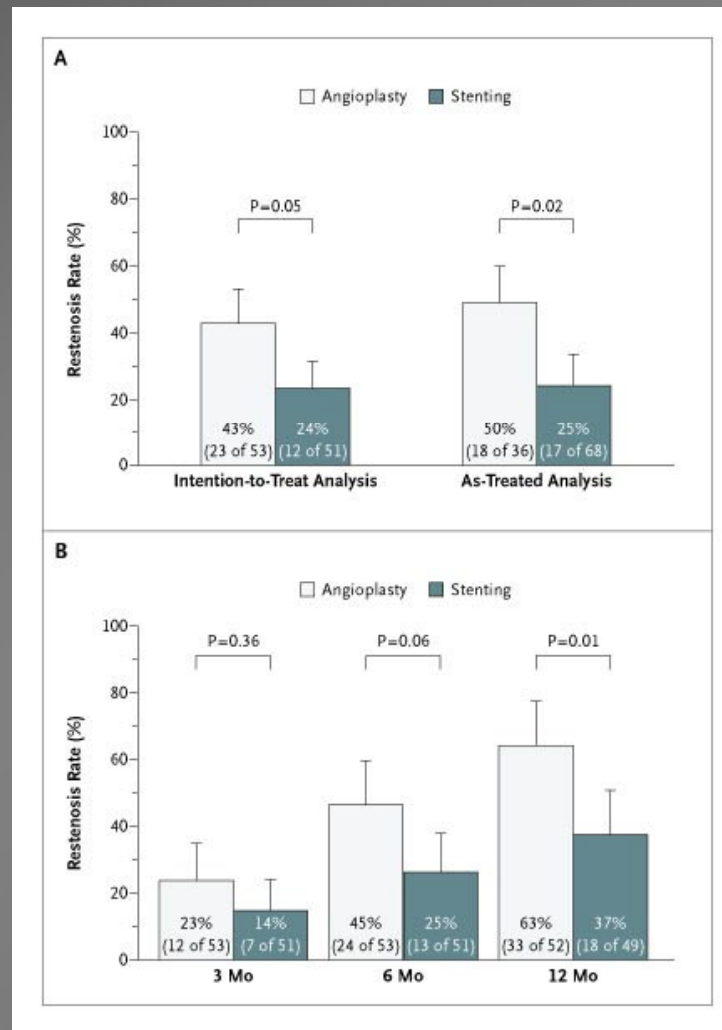 A
Angioplasty Stenting
Restenosis Rate (%)
100
80
60
40
20
0
P=0.05
P=0.02
43%
(23 of 53)
24%
(12 of 51)
50%
(18 of 36)
25%
(17 of 68)
Intention-to-Treat Analysis
As-Treated Analysis
B
Angioplasty Stenting
Restenosis Rate (%)
100
80
60
40
20
0
P=0.36
P=0.06
P=0.01
23%
(12 of 53)
14%
(7 of 51)
45%
(24 of 53)
25%
(13 of 51)
63%
(33 of 52)
37%
(18 of 49)
3 Mo
6 Mo
12 Mo